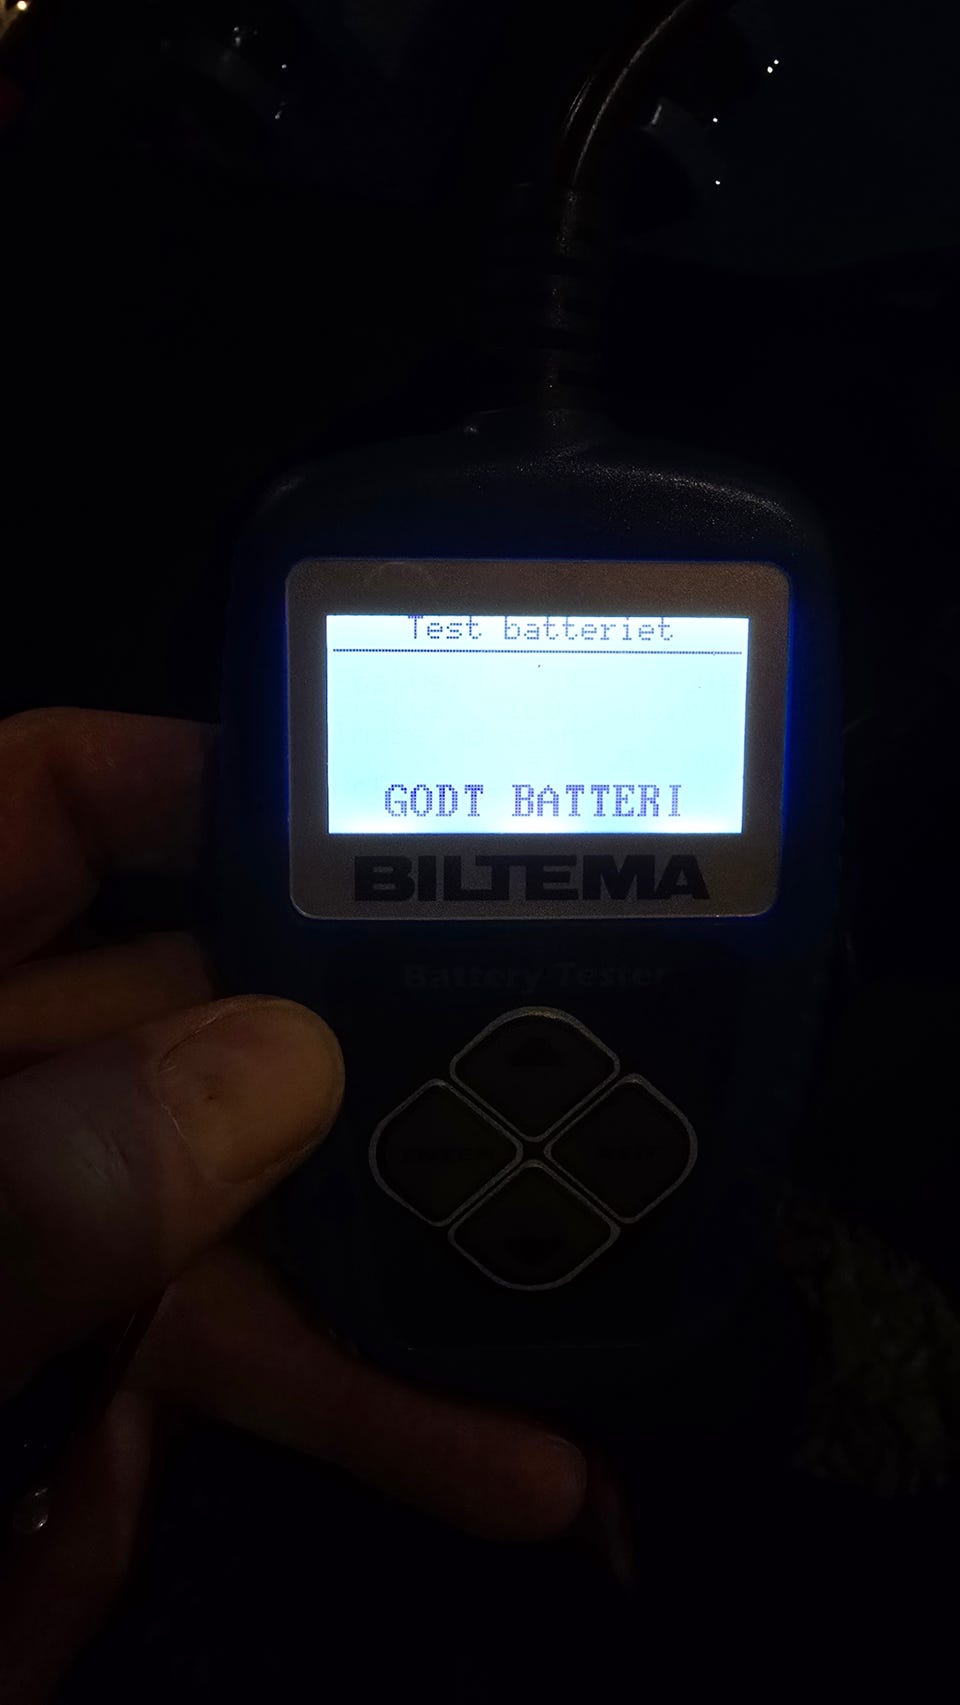 Test batteriet
GODT BATTERI
BILTEMA
Battery Tester